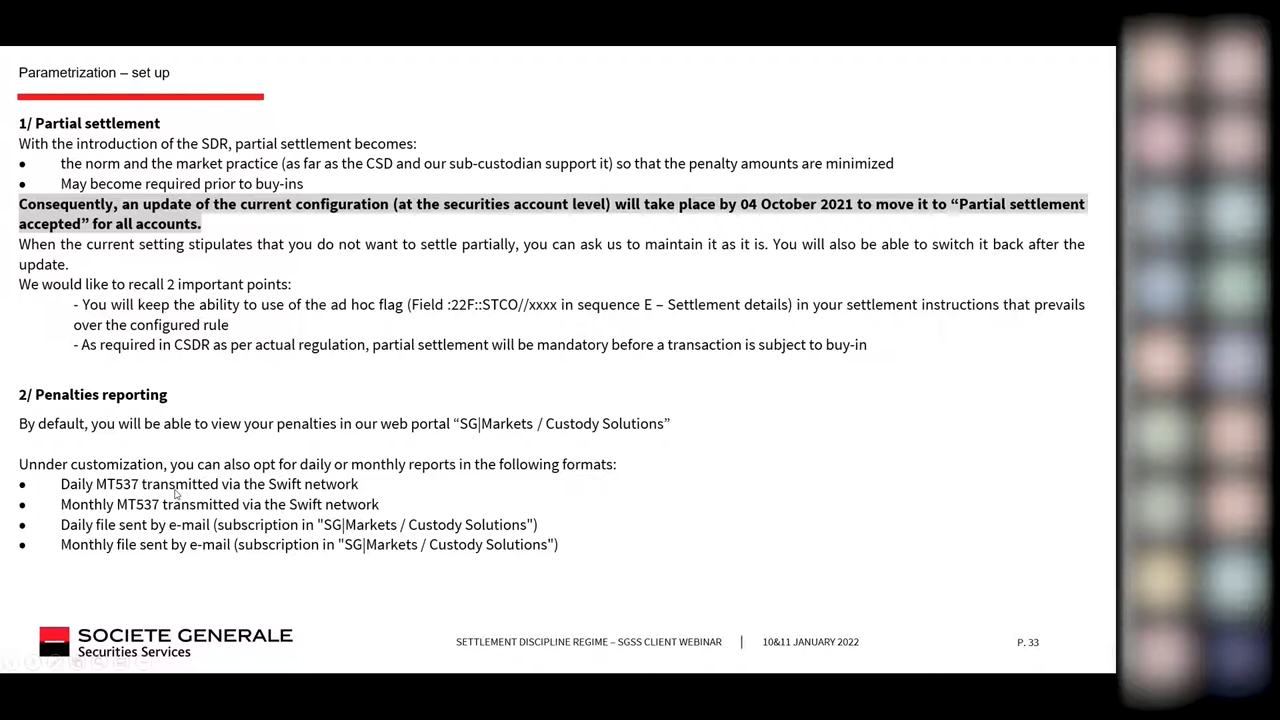 Parametrization – set up
1/ Partial settlement
With the introduction of the SDR, partial settlement becomes:
● the norm and the market practice (as far as the CSD and our sub-custodian support it) so that the penalty amounts are minimized
● May become required prior to buy-ins
Consequently, an update of the current configuration (at the securities account level) will take place by 04 October 2021 to move it to “Partial settlement
accepted” for all accounts.
When the current setting stipulates that you do not want to settle partially, you can ask us to maintain it as it is. You will also be able to switch it back after the
update.
We would like to recall 2 important points:
- You will keep the ability to use of the ad hoc flag (Field :22F::STCO//xxxx in sequence E – Settlement details) in your settlement instructions that prevails
over the configured rule
- As required in CSDR as per actual regulation, partial settlement will be mandatory before a transaction is subject to buy-in
2/ Penalties reporting
By default, you will be able to view your penalties in our web portal “SG|Markets / Custody Solutions”
Unnder customization, you can also opt for daily or monthly reports in the following formats:
● Daily MT537 transmitted via the Swift network
● Monthly MT537 transmitted via the Swift network
● Daily file sent by e-mail (subscription in "SG|Markets / Custody Solutions")
● Monthly file sent by e-mail (subscription in "SG|Markets / Custody Solutions")
SOCIETE GENERALE
Securities Services
SETTLEMENT DISCIPLINE REGIME – SGSS CLIENT WEBINAR | 10&11 JANUARY 2022 P. 33